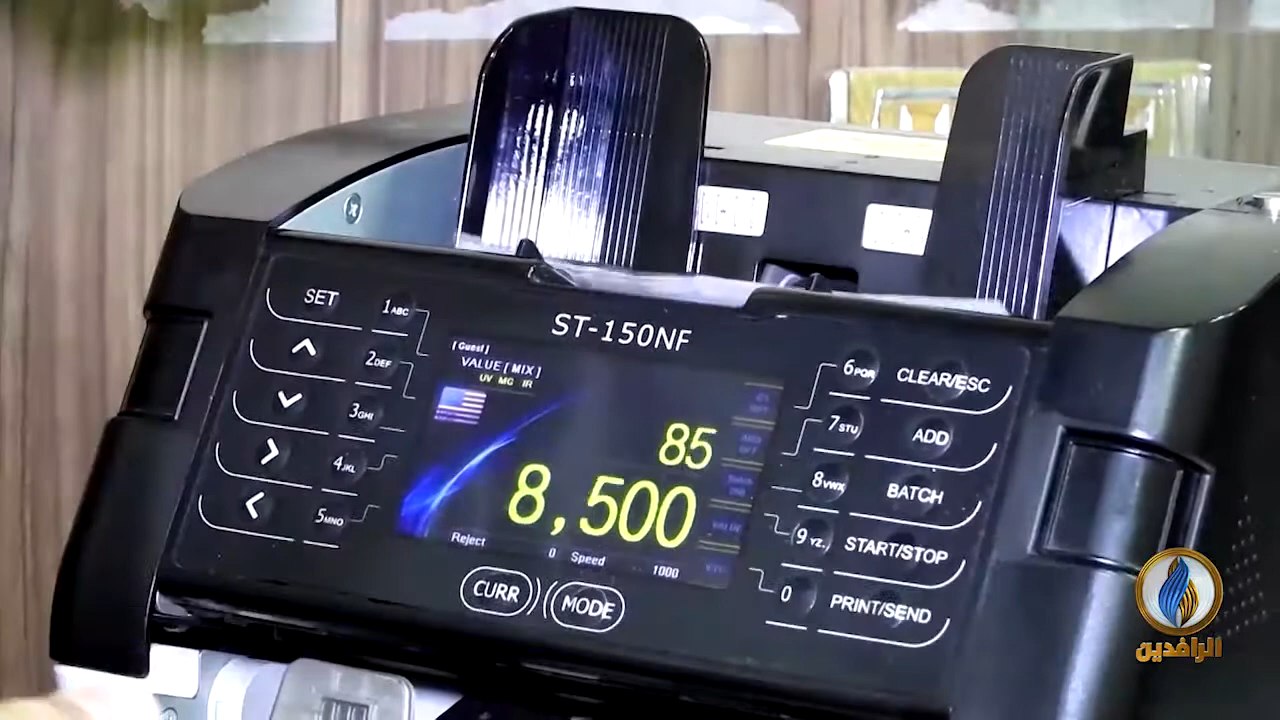 ST-150NF
SET
1ABC
2DEF
3GHI
4JKL
5MNO
[ Guest ]
VALUE [ MIX ]
UV MG IR
85
8,500
Reject 0 Speed 1000
VALUE
CURR
MODE
6PQR
CLEAR/ESC
7STU
ADD
8VWX
BATCH
9YZ.
START/STOP
0
PRINT/SEND
الرافدين